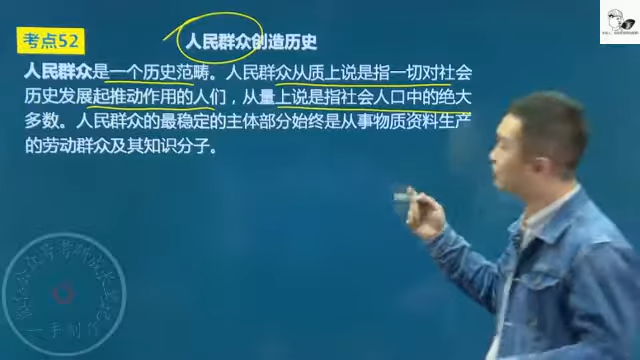 考点52
人民群众创造历史
人民群众是一个历史范畴。人民群众从质上说是指一切对社会
历史发展起推动作用的人们，从量上说是指社会人口中的绝大
多数。人民群众的最稳定的主体部分始终是从事物质资料生产
的劳动群众及其知识分子。
一手制作